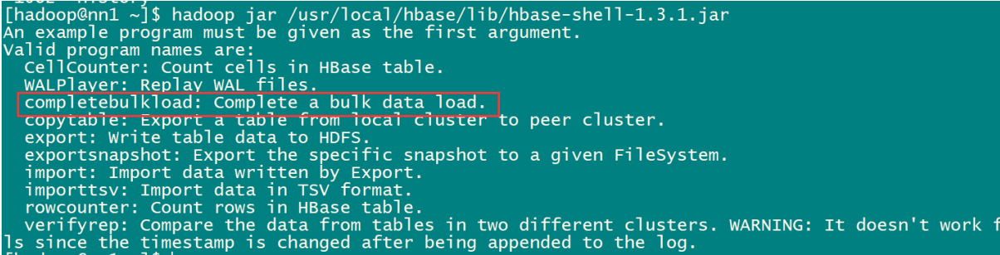 [hadoop@nn1 ~]$ hadoop jar /usr/local/hbase/lib/hbase-shell-1.3.1.jar
An example program must be given as the first argument.
Valid program names are:
  CellCounter: Count cells in HBase table.
  WALPlayer: Replay WAL files.
  completebulkload: Complete a bulk data load.
  copytable: Export a table from local cluster to peer cluster.
  export: Write table data to HDFS.
  exportsnapshot: Export the specific snapshot to a given FileSystem.
  import: Import data written by Export.
  importtsv: Import data in TSV format.
  rowcounter: Count rows in HBase table.
  verifyrep: Compare the data from tables in two different clusters. WARNING: It doesn't work f
ls since the timestamp is changed after being appended to the log.